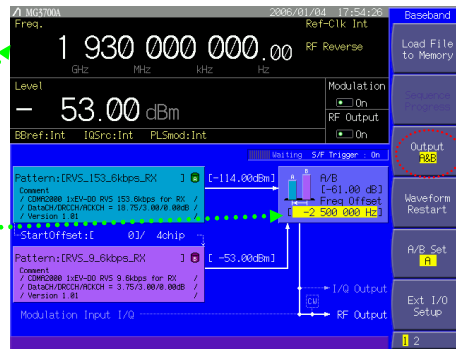 MG3700A 2006/01/04 17:54:26 Baseband
Freq. Ref-Clk Int
RF Reverse
1 930 000 000.00
GHz MHz kHz Hz
Load File
to Memory
Level Modulation
On
- 53.00 dBm
RF Output
On
Sequence
Progress
BBref:Int IQSrc:Int PLSmod:Int
Output
A&B
Waiting S/F Trigger : On
Pattern:[RVS_153_6kbps_RX ] [-114.00dBm]
Comment
/ CDMA2000 1xEV-DO RVS 153.6kbps for RX /
/ DataCH/DRCCH/ACKCH = 18.75/3.00/0.00dB /
/ Version 1.01 /
A/B
[-61.00 dB]
Freq Offset
[ -2 500 000 Hz]
Waveform
Restart
StartOffset:[ 0]/ 4chip
Pattern:[RVS_9_6kbps_RX ] [ -53.00dBm]
Comment
/ CDMA2000 1xEV-DO RVS 9.6kbps for RX /
/ DataCH/DRCCH/ACKCH = 3.75/3.00/0.00dB /
/ Version 1.01 /
A/B Set
A
I/Q Output
CW
Modulation Input I/Q RF Output
Ext I/O
Setup
1 2